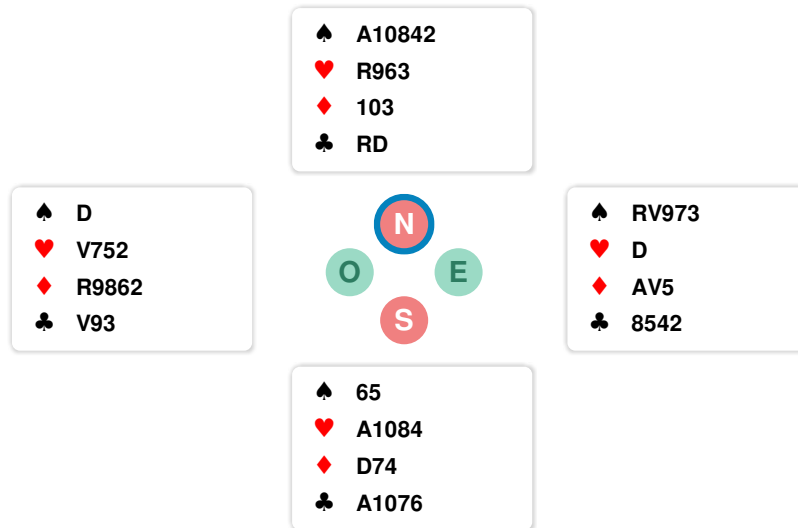 ♠ A10842
♥ R963
♦ 103
♣ RD
♠ D
♥ V752
♦ R9862
♣ V93
N
O E
S
♠ RV973
♥ D
♦ AV5
♣ 8542
♠ 65
♥ A1084
♦ D74
♣ A1076